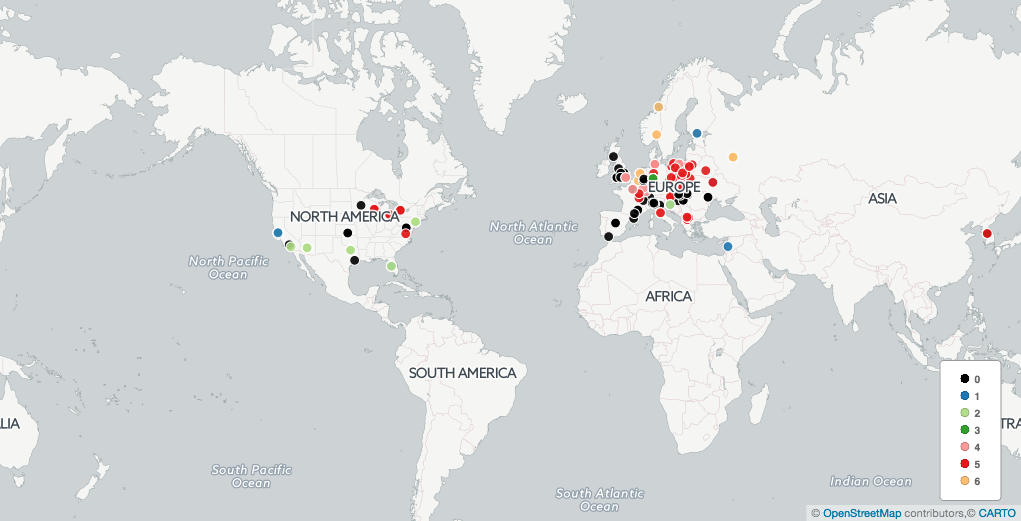 EUROPE
ASIA
NORTH AMERICA
North Atlantic
Ocean
North Pacific
Ocean
AFRICA
SOUTH AMERICA
0
1
2
3
4
5
6
LIA
TRA
South Pacific
Ocean
Indian Ocean
South Atlantic
Ocean
© OpenStreetMap contributors,© CARTO